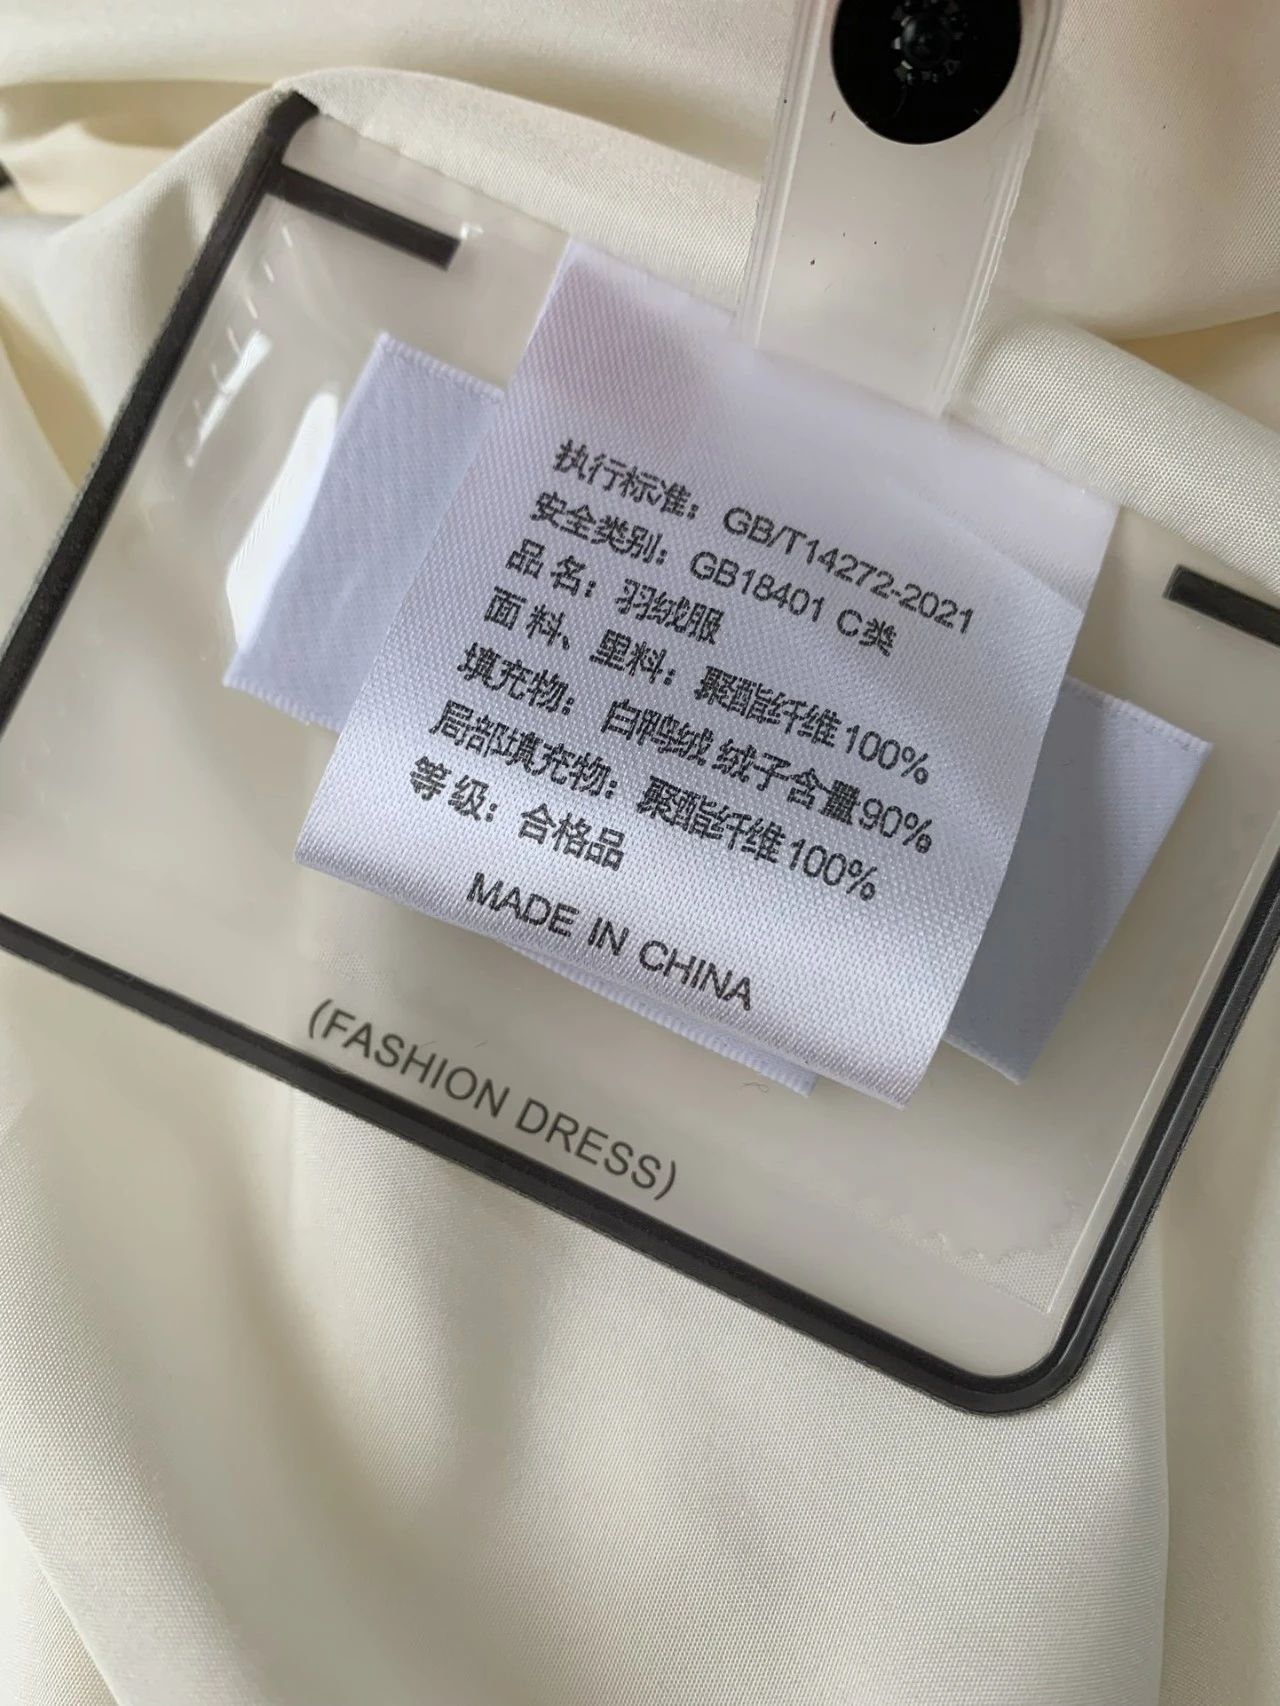 执行标准：GB/T14272-2021
安全类别：GB18401 C类
品 名：羽绒服
面 料、里料：聚酯纤维100%
填充物：白鸭绒 绒子含量90%
局部填充物：聚酯纤维100%
等 级：合格品
MADE IN CHINA
(FASHION DRESS)